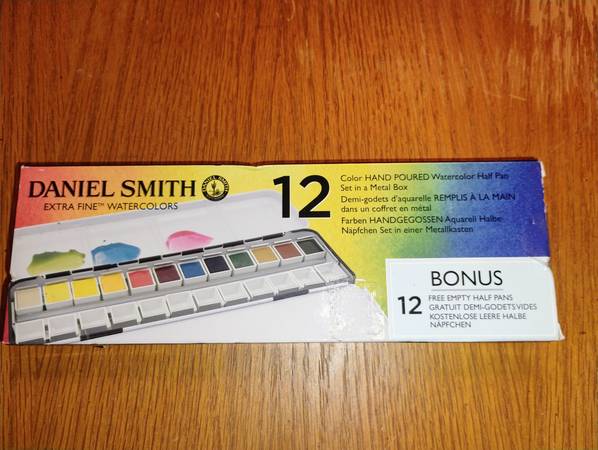 DANIEL SMITH
EXTRA FINE™ WATERCOLORS
DANIEL SMITH
12
Color HAND POURED Watercolor Half Pan
Set in a Metal Box
Demi-godets d'aquarelle REMPLIS À LA MAIN
dans un coffret en métal
Farben HANDGEGOSSEN Aquarell Halbe
Näpfchen Set in einer Metallkasten
BONUS
12
FREE EMPTY HALF PANS
GRATUIT DEMI-GODETS VIDES
KOSTENLOSE LEERE HALBE
NÄPFCHEN